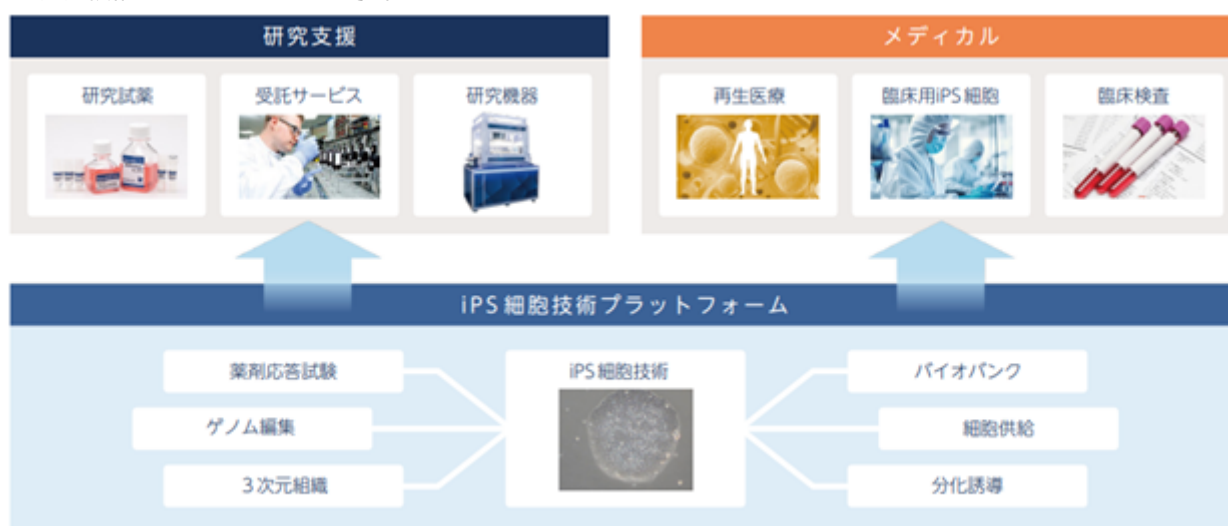 研究支援
メディカル
研究試薬
受託サービス
研究機器
再生医療
臨床用iPS細胞
臨床検査
iPS細胞技術プラットフォーム
薬剤応答試験
iPS細胞技術
バイオバンク
ゲノム編集
細胞供給
3次元組織
分化誘導